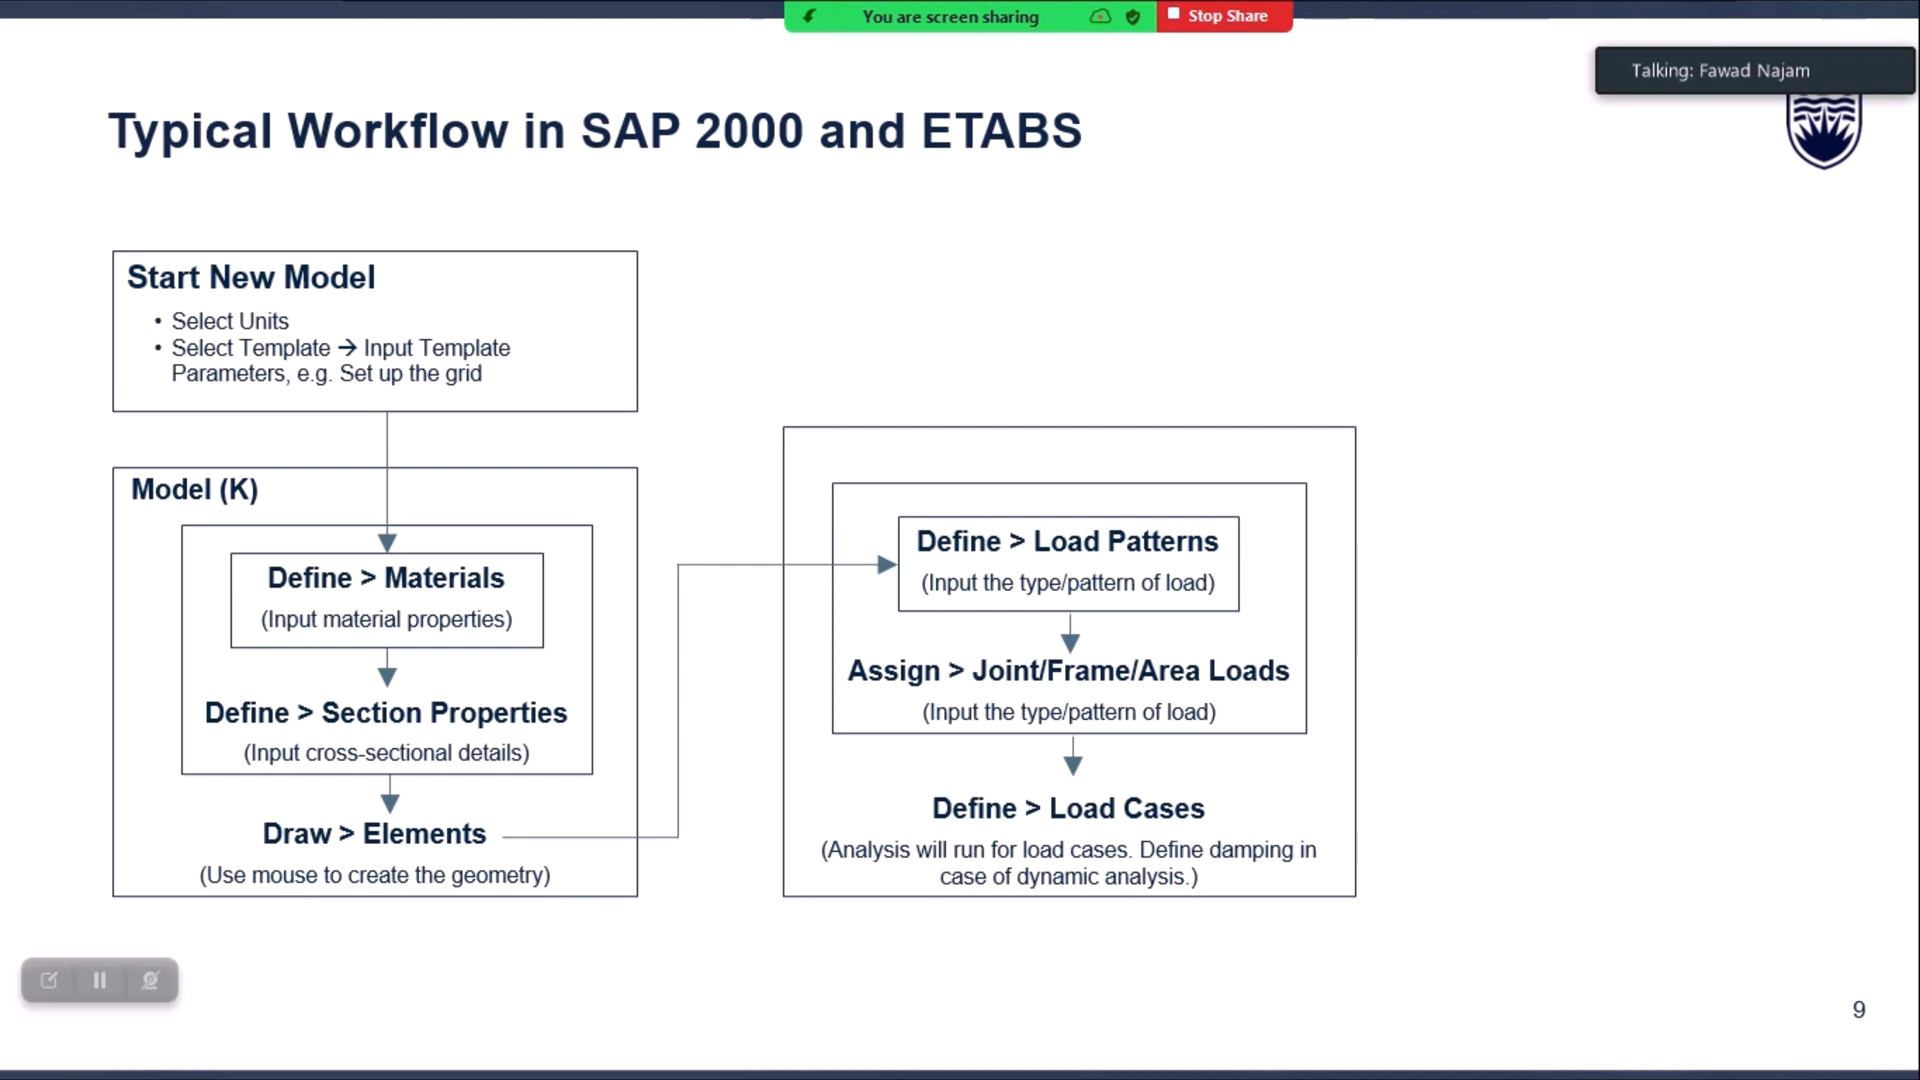 You are screen sharing
Stop Share
Talking: Fawad Najam
Typical Workflow in SAP 2000 and ETABS
Start New Model
• Select Units
• Select Template → Input Template
Parameters, e.g. Set up the grid
Model (K)
Define > Materials
(Input material properties)
Define > Section Properties
(Input cross-sectional details)
Draw > Elements
(Use mouse to create the geometry)
Define > Load Patterns
(Input the type/pattern of load)
Assign > Joint/Frame/Area Loads
(Input the type/pattern of load)
Define > Load Cases
(Analysis will run for load cases. Define damping in
case of dynamic analysis.)
9